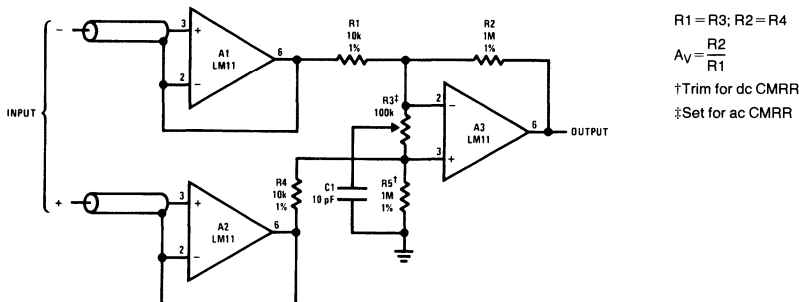 R1=R3; R2=R4
A_V = R2/R1
†Trim for dc CMRR
‡Set for ac CMRR
INPUT
−
+
3
+
2
−
6
A1
LM11
R1
10k
1%
R2
1M
1%
R3‡
100k
2
−
3
+
6
A3
LM11
OUTPUT
R4
10k
1%
C1
10 pF
R5†
1M
1%
3
+
2
−
6
A2
LM11